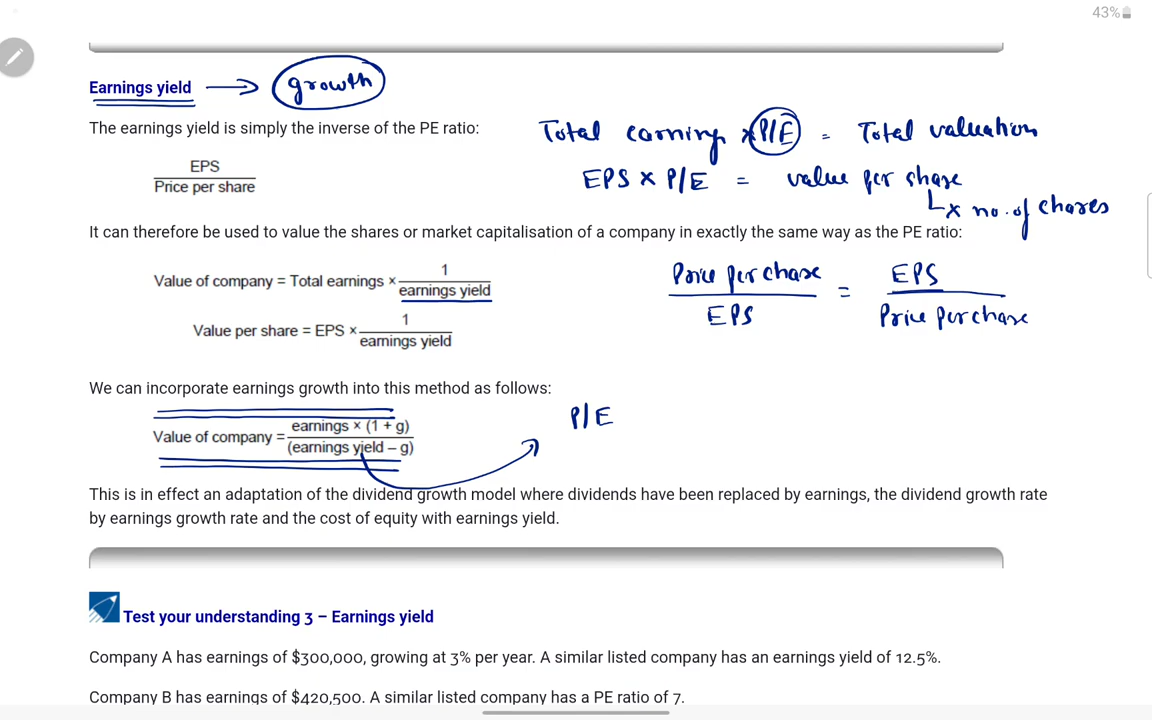 43%
Earnings yield → growth
The earnings yield is simply the inverse of the PE ratio:
Total earning × P/E = Total valuation
EPS
Price per share
EPS × P/E = value per share
× no. of shares
It can therefore be used to value the shares or market capitalisation of a company in exactly the same way as the PE ratio:
Value of company = Total earnings × 1
earnings yield
Price per share = EPS
EPS Price per share
Value per share = EPS × 1
earnings yield
We can incorporate earnings growth into this method as follows:
P/E
Value of company = earnings × (1 + g)
(earnings yield – g)
This is in effect an adaptation of the dividend growth model where dividends have been replaced by earnings, the dividend growth rate
by earnings growth rate and the cost of equity with earnings yield.
Test your understanding 3 – Earnings yield
Company A has earnings of $300,000, growing at 3% per year. A similar listed company has an earnings yield of 12.5%.
Company B has earnings of $420,500. A similar listed company has a PE ratio of 7.